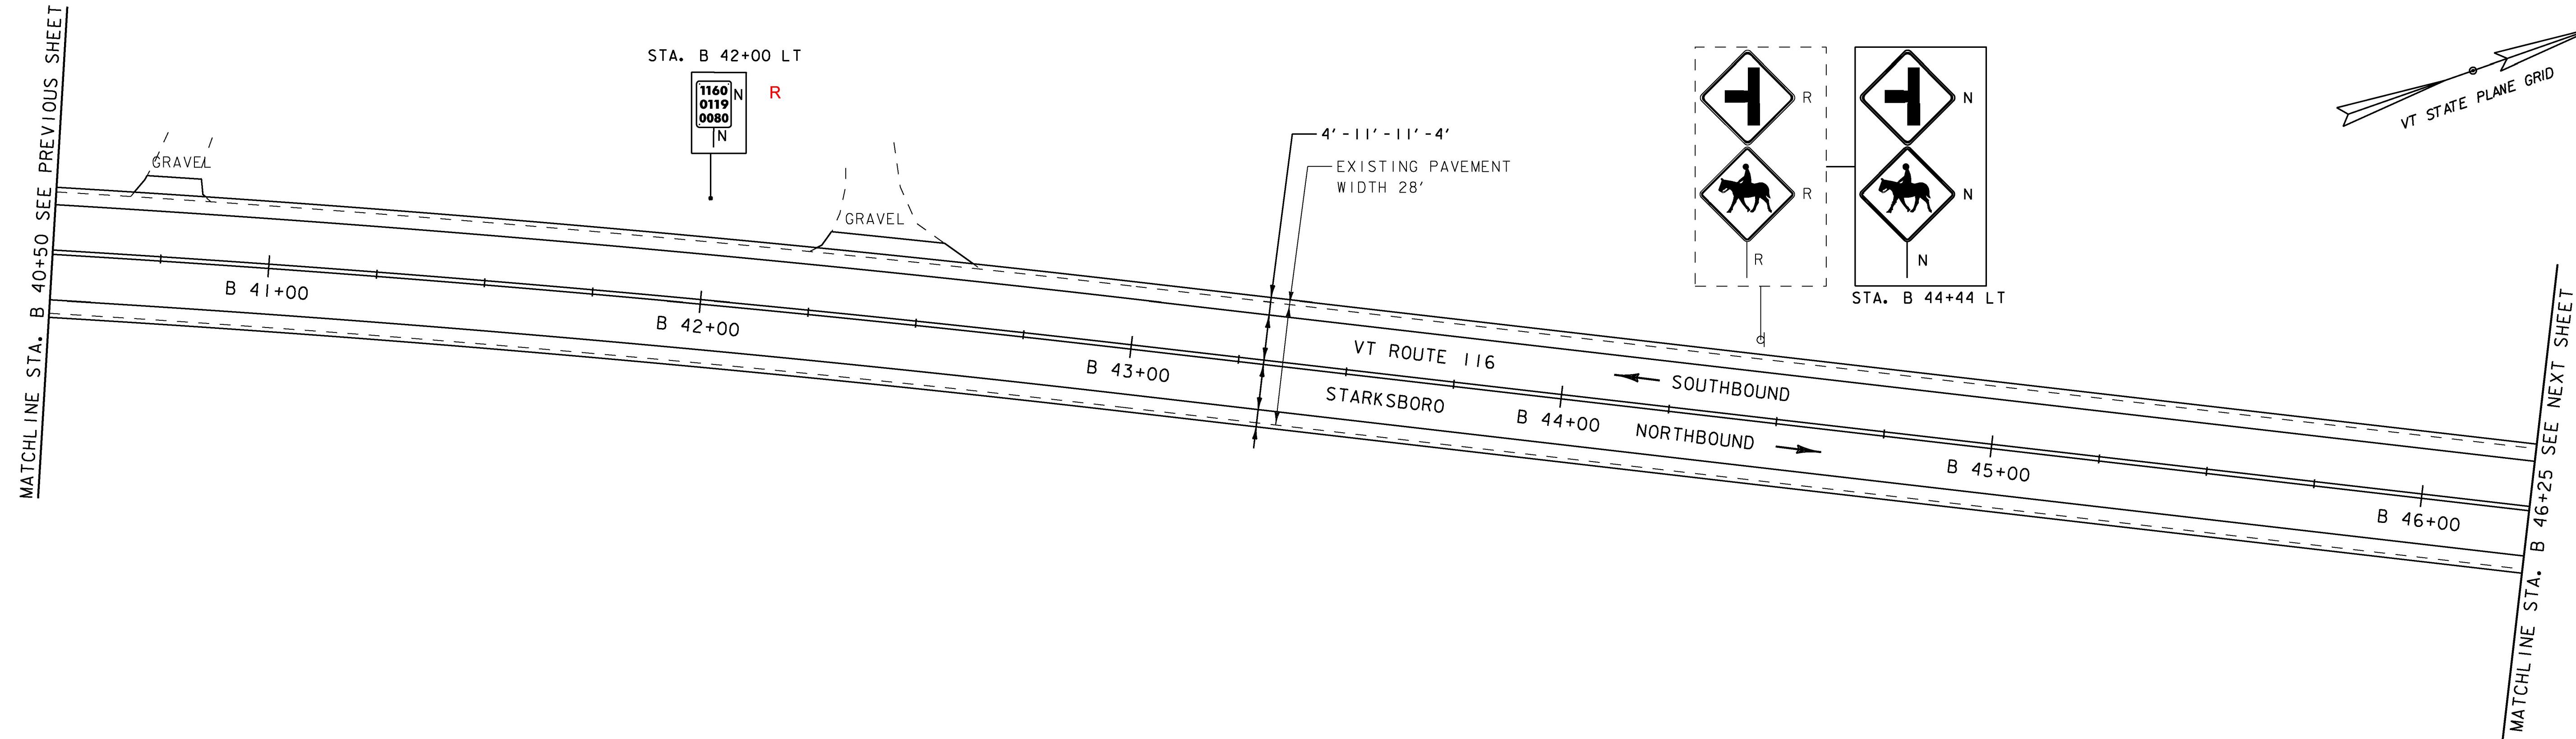 MATCHLINE STA. B 40+50 SEE PREVIOUS SHEET
GRAVEL
STA. B 42+00 LT
1160
0119
0080
N
N
R
GRAVEL
4'-11'-11'-4'
EXISTING PAVEMENT
WIDTH 28'
R
R
R
N
N
N
STA. B 44+44 LT
VT STATE PLANE GRID
B 41+00
B 42+00
B 43+00
VT ROUTE 116
STARKSBORO
SOUTHBOUND
B 44+00
NORTHBOUND
B 45+00
B 46+00
MATCHLINE STA. B 46+25 SEE NEXT SHEET